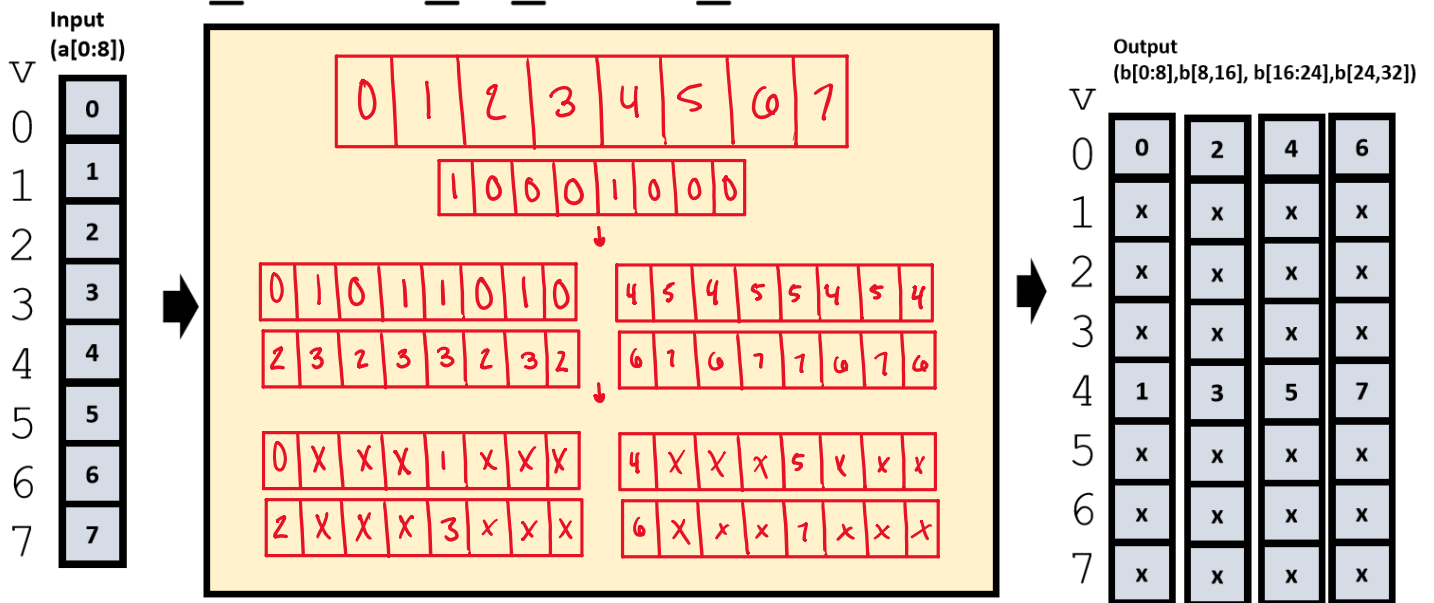 Input
(a[0:8])
v
0 0
1 1
2 2
3 3
4 4
5 5
6 6
7 7
0 1 2 3 4 5 6 7
1 0 0 0 1 0 0 0
0 1 0 1 1 0 1 0
4 5 4 5 5 4 5 4
2 3 2 3 3 2 3 2
6 7 6 7 7 6 7 6
0 X X X 1 X X X
4 X X X 5 X X X
2 X X X 3 X X X
6 X X X 7 X X X
Output
(b[0:8],b[8,16], b[16:24],b[24,32])
v
0 0 2 4 6
1 x x x x
2 x x x x
3 x x x x
4 1 3 5 7
5 x x x x
6 x x x x
7 x x x x